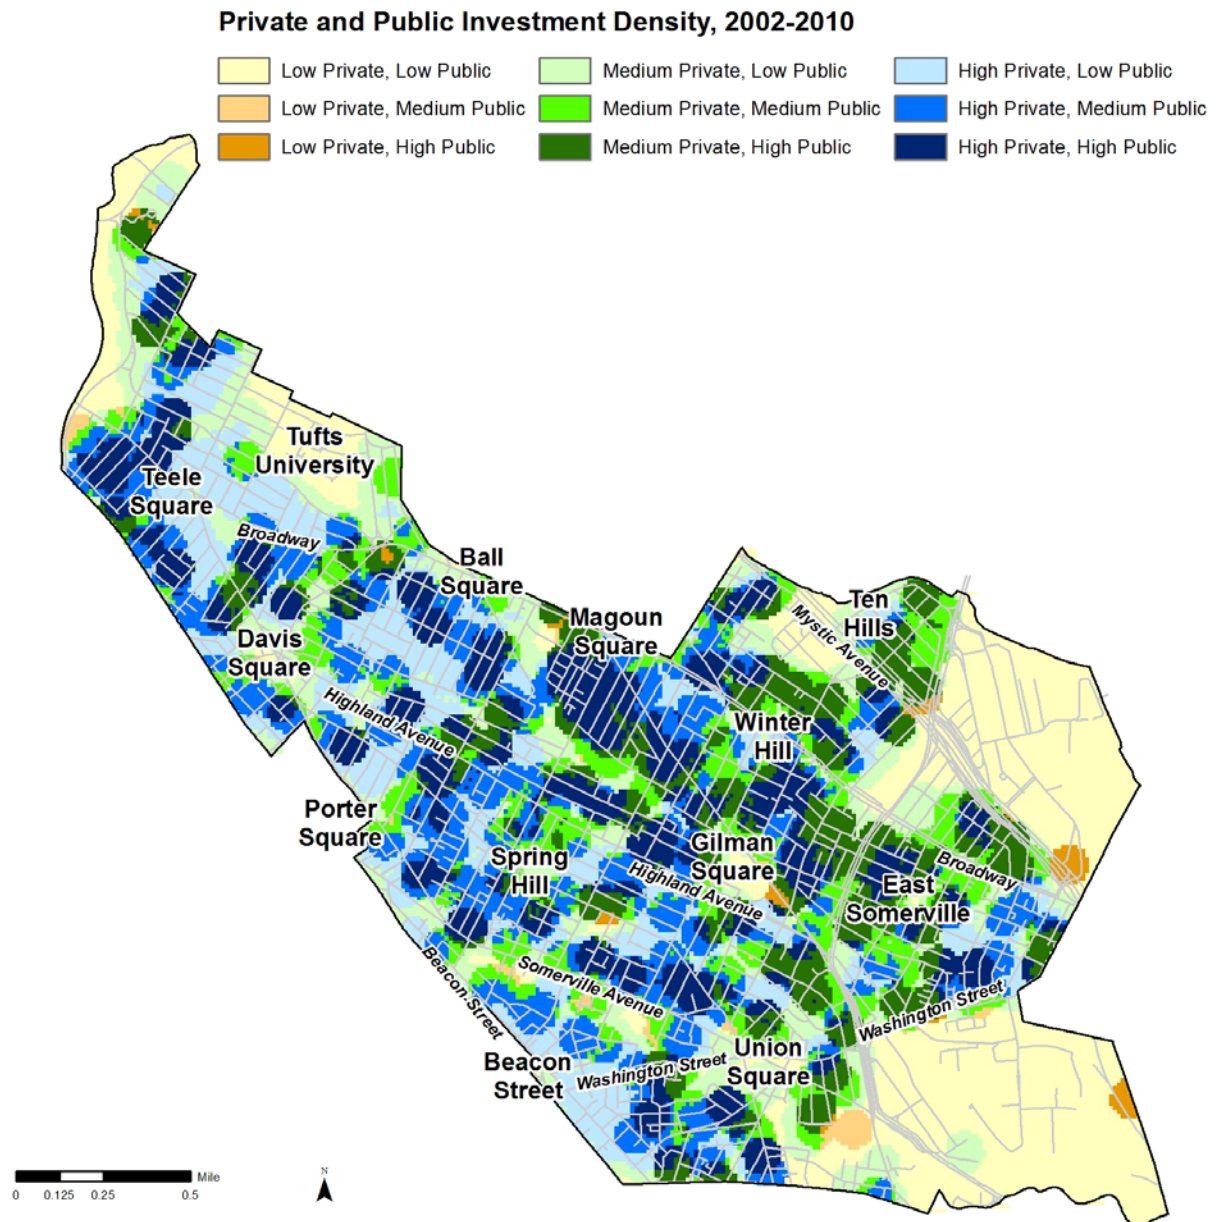 Private and Public Investment Density, 2002-2010
Low Private, Low Public
Medium Private, Low Public
High Private, Low Public
Low Private, Medium Public
Medium Private, Medium Public
High Private, Medium Public
Low Private, High Public
Medium Private, High Public
High Private, High Public
Tufts
University
Teele
Square
Broadway
Ball
Square
Ten
Hills
Magoun
Square
Mystic Avenue
Davis
Square
Highland Avenue
Winter
Hill
Porter
Square
Gilman
Square
Spring
Hill
Broadway
Highland Avenue
East
Somerville
Beacon Street
Somerville Avenue
Washington Street
Union
Square
Beacon
Street
Washington Street
Mile
0 0.125 0.25 0.5
N